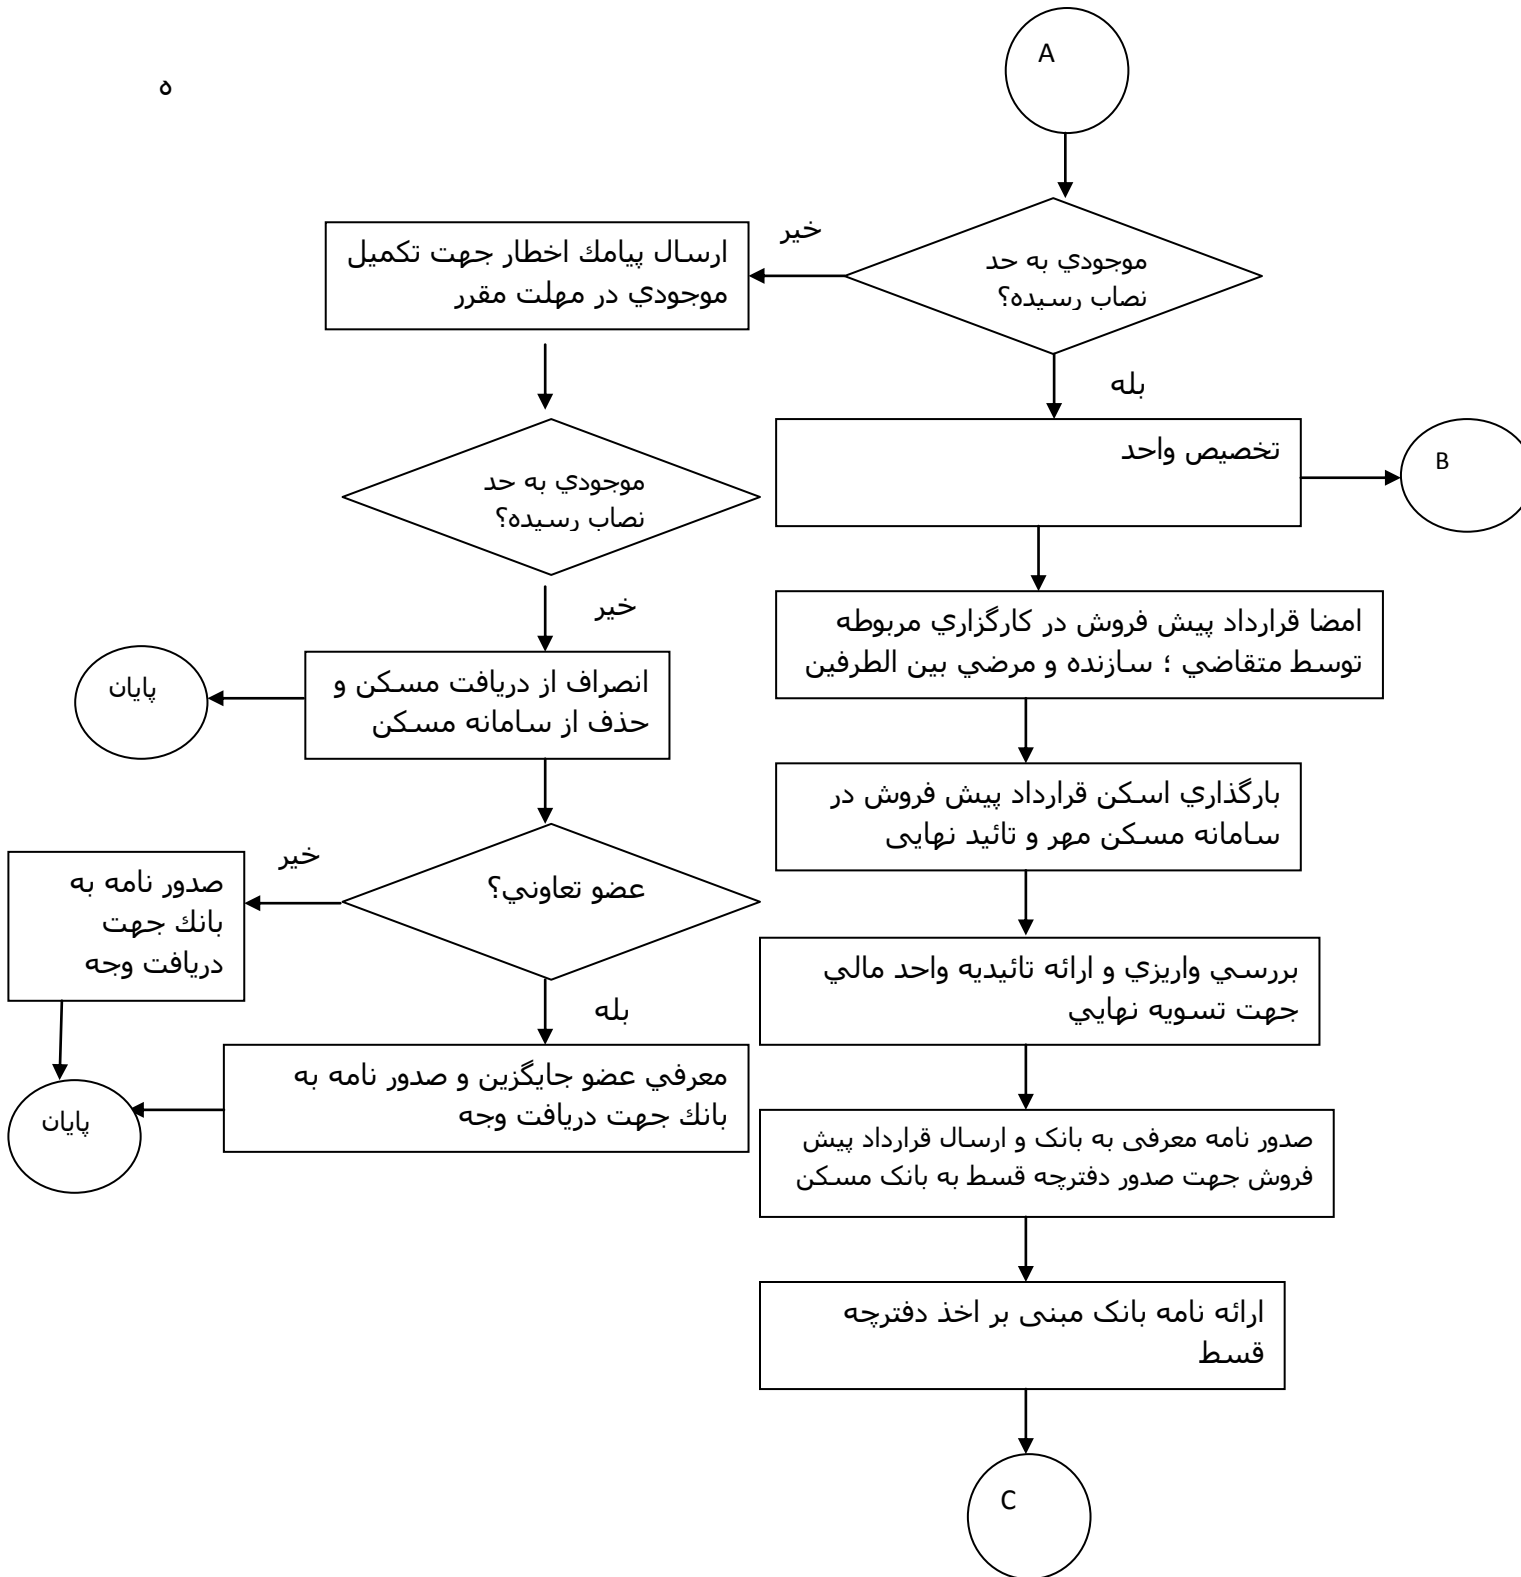 A
ه
خير
ارسال پيامك اخطار جهت تكميل
موجودي در مهلت مقرر
موجودي به حد
نصاب رسيده؟
بله
تخصيص واحد
B
موجودي به حد
نصاب رسيده؟
خير
امضا قرارداد پيش فروش در كارگزاري مربوطه
توسط متقاضي ؛ سازنده و مرضي بين الطرفين
انصراف از دريافت مسكن و
حذف از سامانه مسكن
پایان
بارگذاري اسكن قرارداد پيش فروش در
سامانه مسكن مهر و تائيد نهایی
خير
عضو تعاوني؟
صدور نامه به
بانك جهت
دريافت وجه
بررسي واريزي و ارائه تائيديه واحد مالي
جهت تسويه نهايي
بله
معرفي عضو جايگزين و صدور نامه به
بانك جهت دريافت وجه
پایان
صدور نامه معرفی به بانک و ارسال قرارداد پیش
فروش جهت صدور دفترچه قسط به بانک مسکن
ارائه نامه بانک مبنی بر اخذ دفترچه
قسط
C